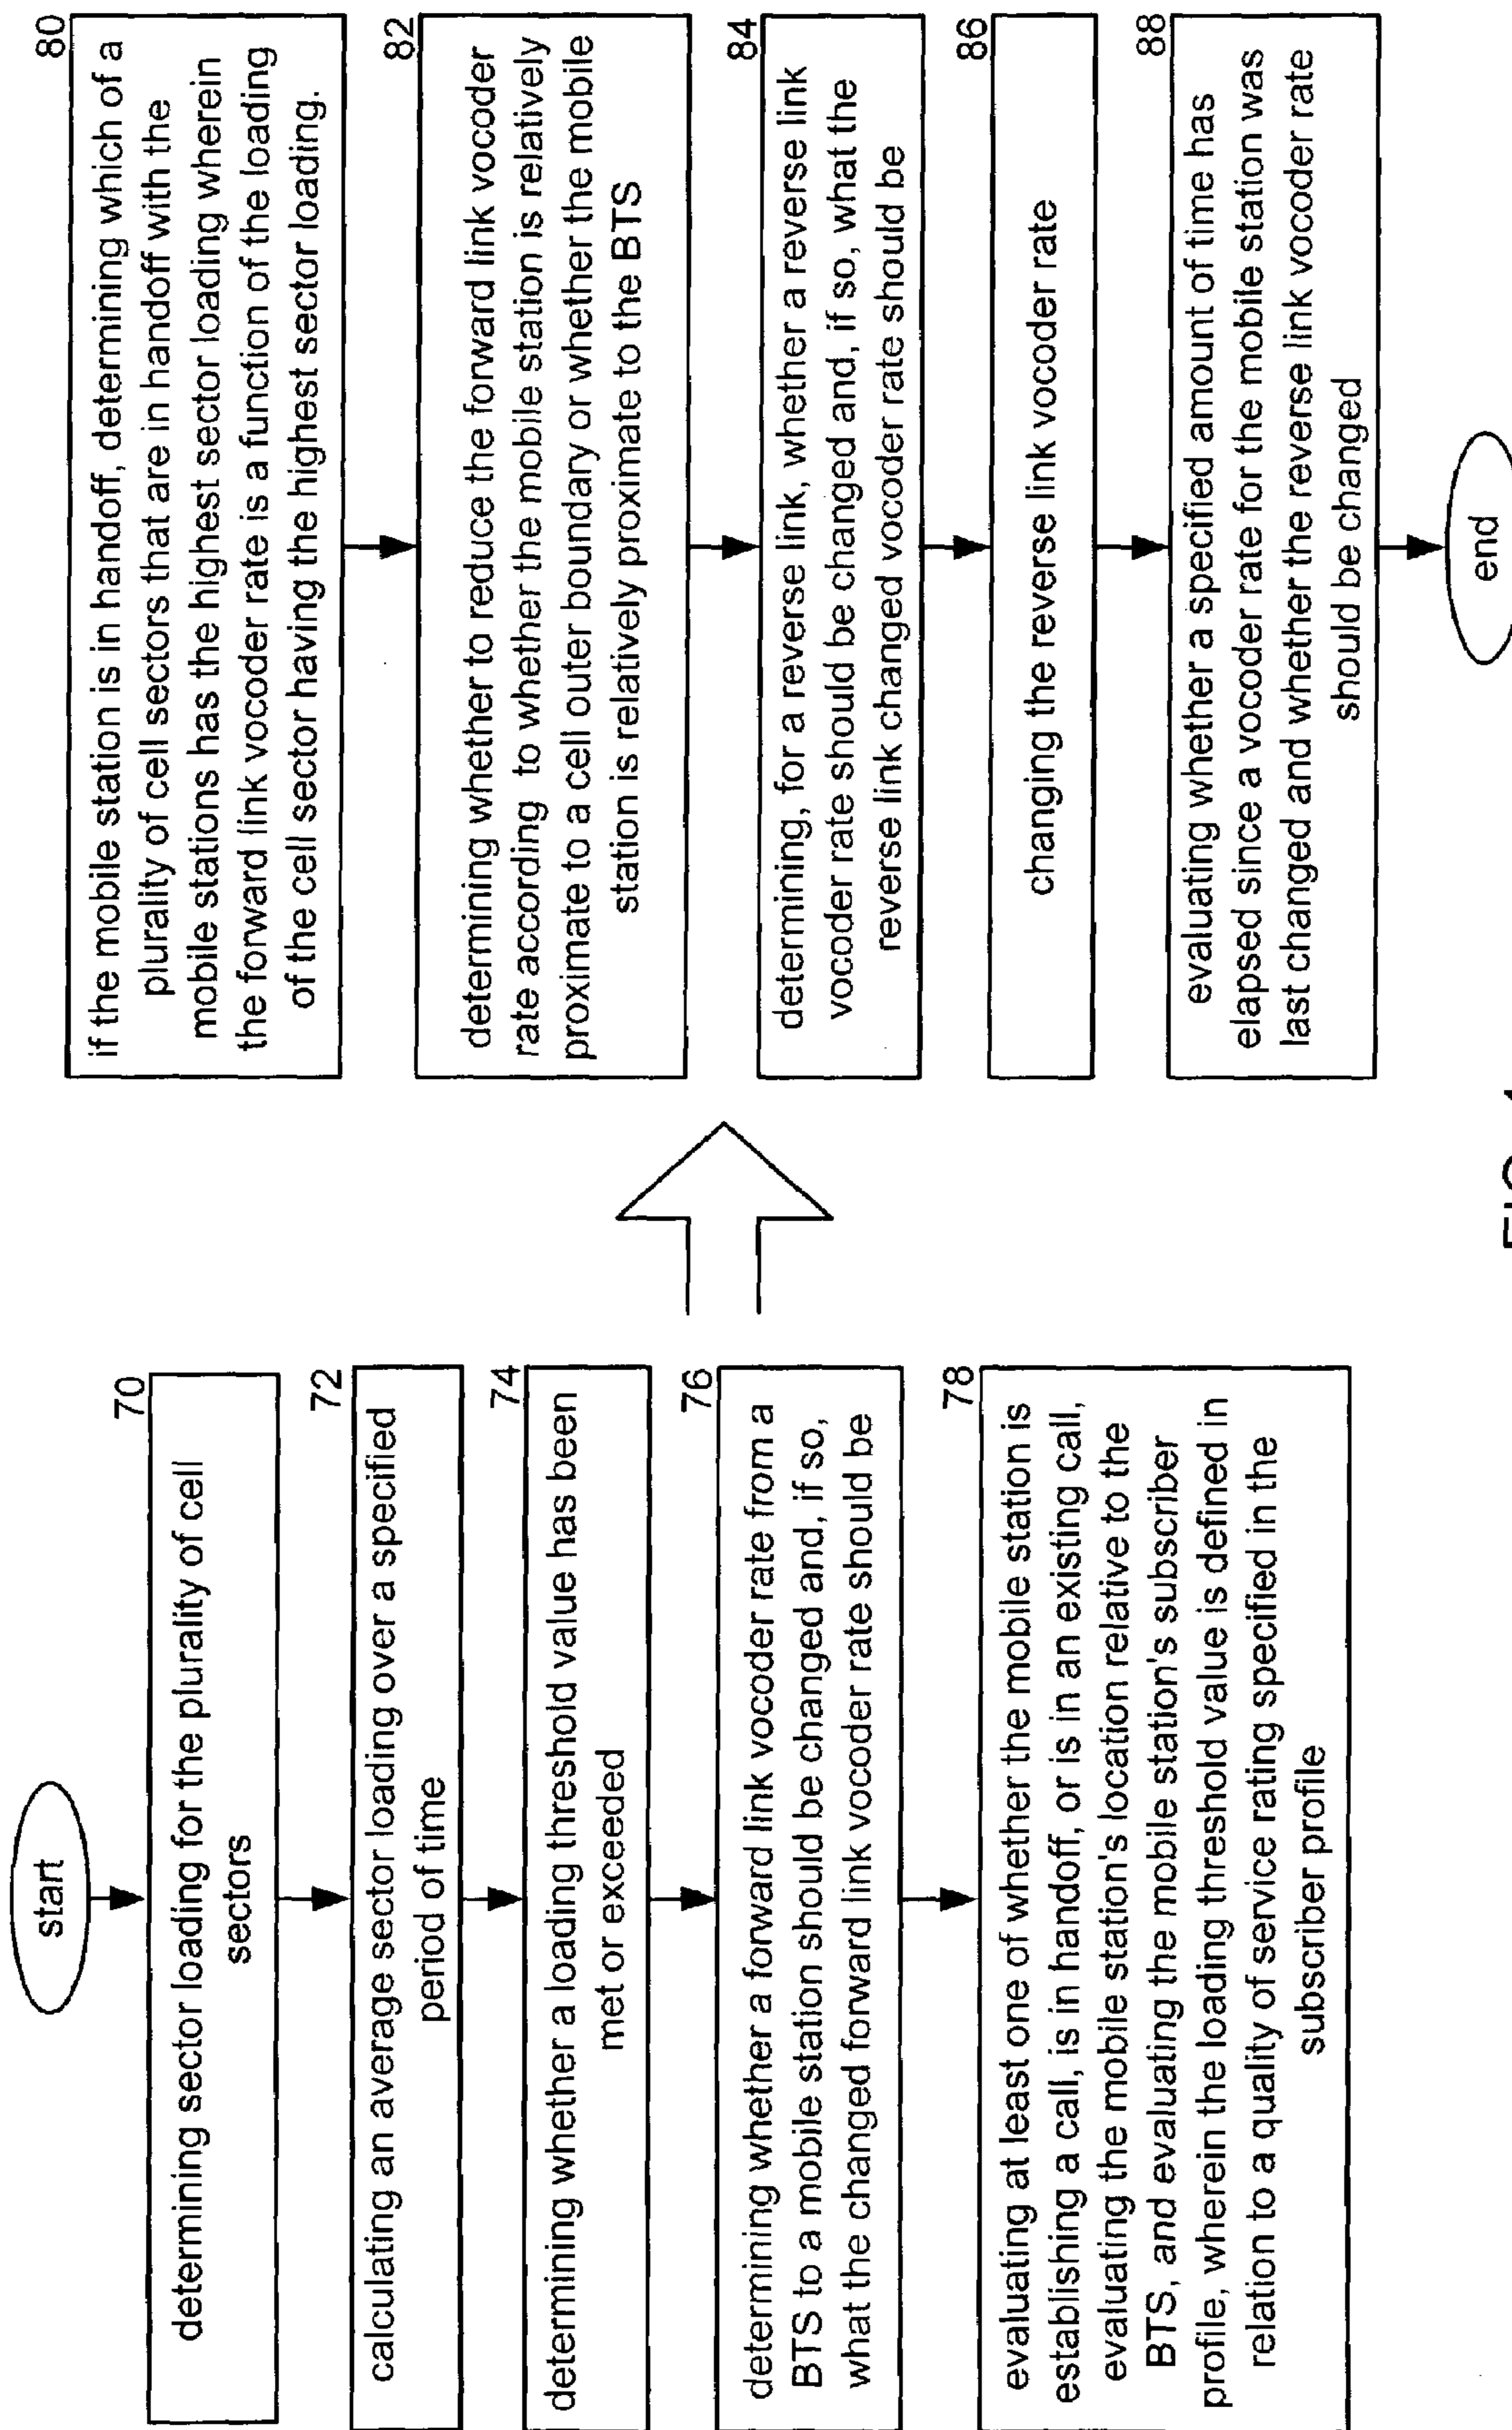 start
70
determining sector loading for the plurality of cell
sectors
72
calculating an average sector loading over a specified
period of time
74
determining whether a loading threshold value has been
met or exceeded
76
determining whether a forward link vocoder rate from a
BTS to a mobile station should be changed and, if so,
what the changed forward link vocoder rate should be
78
evaluating at least one of whether the mobile station is
establishing a call, is in handoff, or is in an existing call,
evaluating the mobile station's location relative to the
BTS, and evaluating the mobile station's subscriber
profile, wherein the loading threshold value is defined in
relation to a quality of service rating specified in the
subscriber profile
80
if the mobile station is in handoff, determining which of a
plurality of cell sectors that are in handoff with the
mobile stations has the highest sector loading wherein
the forward link vocoder rate is a function of the loading
of the cell sector having the highest sector loading.
82
determining whether to reduce the forward link vocoder
rate according to whether the mobile station is relatively
proximate to a cell outer boundary or whether the mobile
station is relatively proximate to the BTS
84
determining, for a reverse link, whether a reverse link
vocoder rate should be changed and, if so, what the
reverse link changed vocoder rate should be
86
changing the reverse link vocoder rate
88
evaluating whether a specified amount of time has
elapsed since a vocoder rate for the mobile station was
last changed and whether the reverse link vocoder rate
should be changed
end